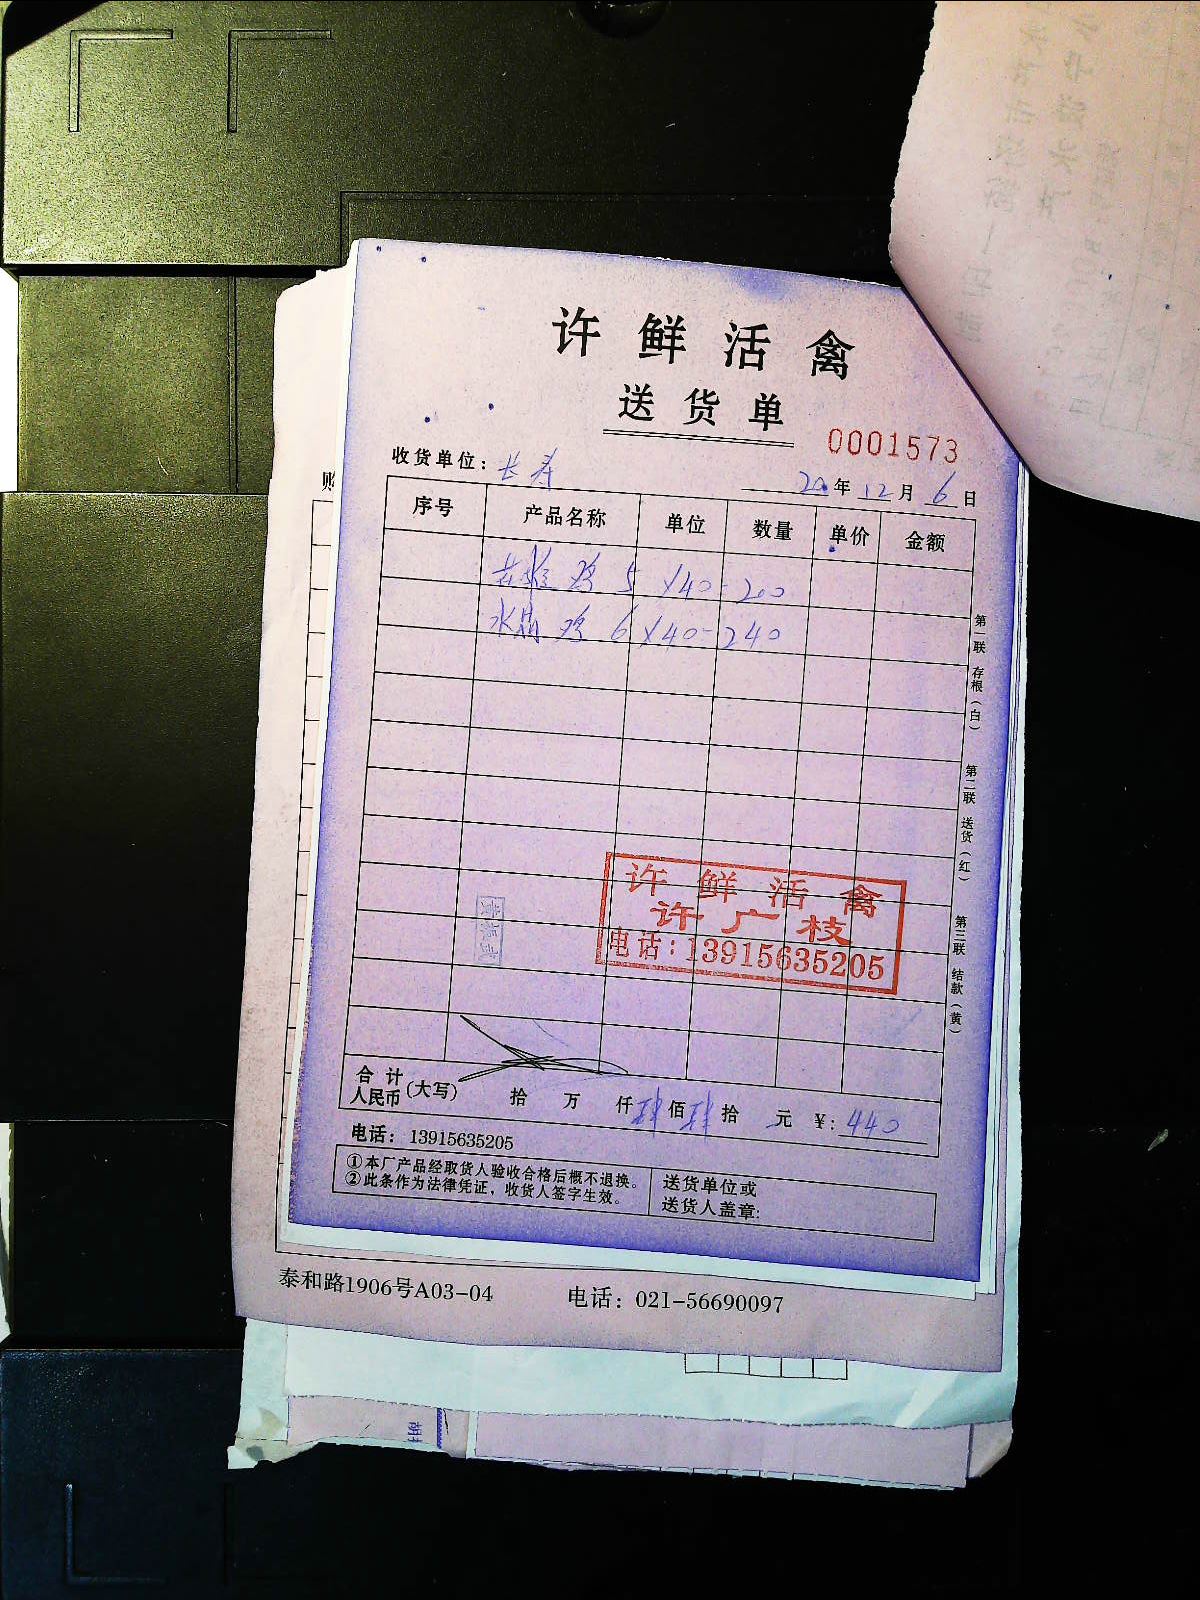 许鲜活禽
送货单
0001573
收货单位：长寿
20年12月6日
序号 产品名称 单位 数量 单价 金额
鸡 5 ×40-200
水晶鸡 6×40-240
第一联 存根（白）
第二联 送货（红）
第三联 结款（黄）
许鲜活禽
许广枝
电话：13915635205
合计
人民币(大写) 拾 万 仟 肆佰肆拾 元 ¥：440
电话：13915635205
①本厂产品经取货人验收合格后概不退换。
②此条作为法律凭证，收货人签字生效。
送货单位或
送货人盖章：
泰和路1906号A03-04 电话：021-56690097